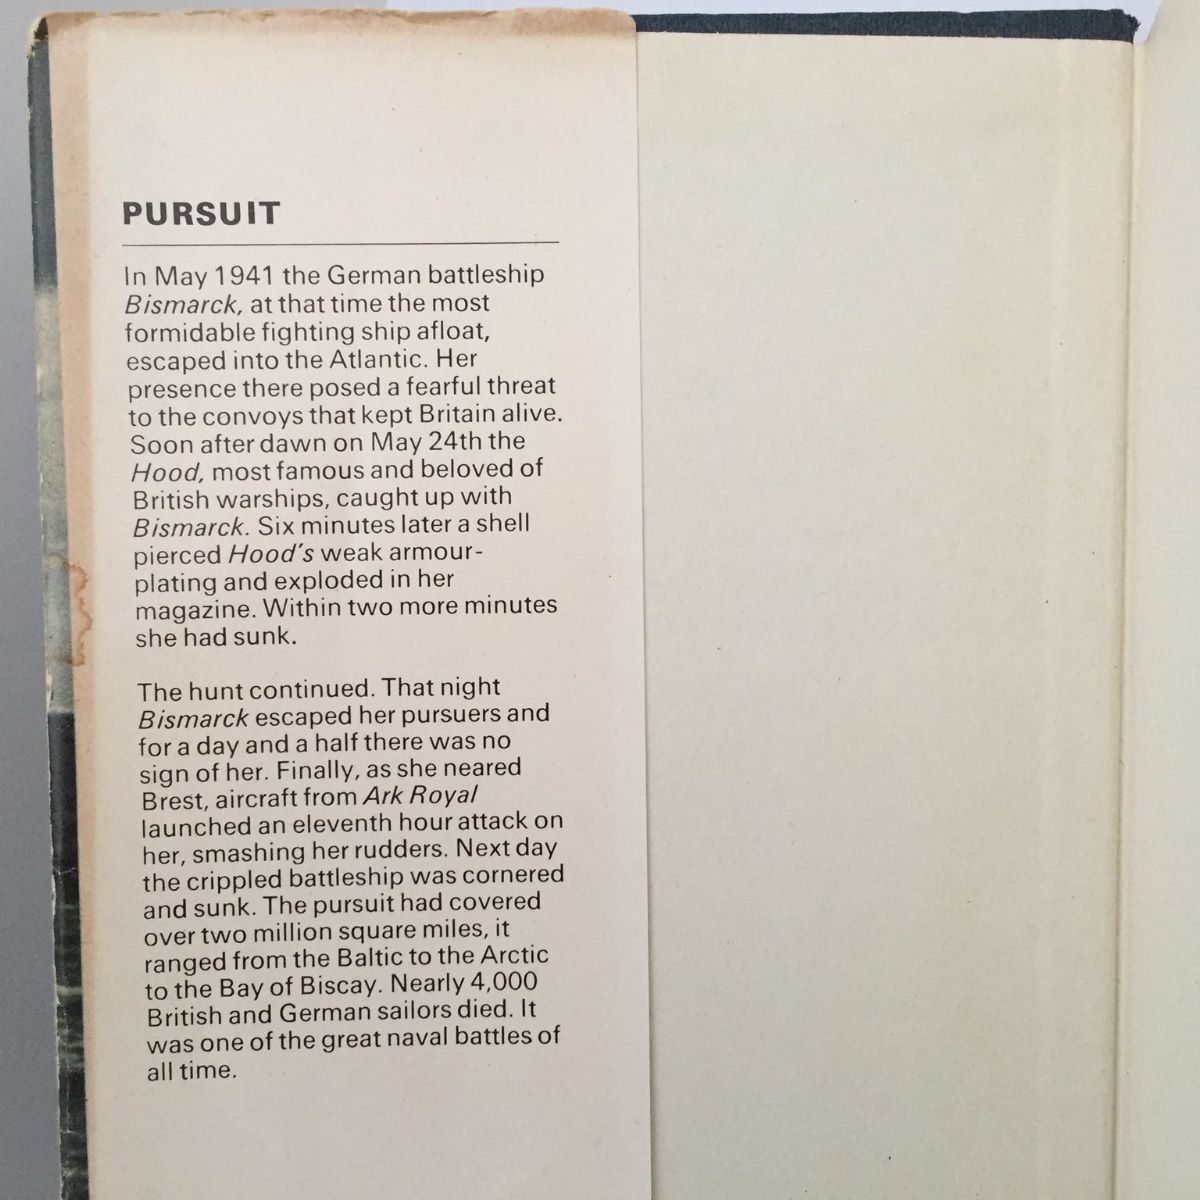 PURSUIT
In May 1941 the German battleship
Bismarck, at that time the most
formidable fighting ship afloat,
escaped into the Atlantic. Her
presence there posed a fearful threat
to the convoys that kept Britain alive.
Soon after dawn on May 24th the
Hood, most famous and beloved of
British warships, caught up with
Bismarck. Six minutes later a shell
pierced Hood's weak armour-
plating and exploded in her
magazine. Within two more minutes
she had sunk.
The hunt continued. That night
Bismarck escaped her pursuers and
for a day and a half there was no
sign of her. Finally, as she neared
Brest, aircraft from Ark Royal
launched an eleventh hour attack on
her, smashing her rudders. Next day
the crippled battleship was cornered
and sunk. The pursuit had covered
over two million square miles, it
ranged from the Baltic to the Arctic
to the Bay of Biscay. Nearly 4,000
British and German sailors died. It
was one of the great naval battles of
all time.